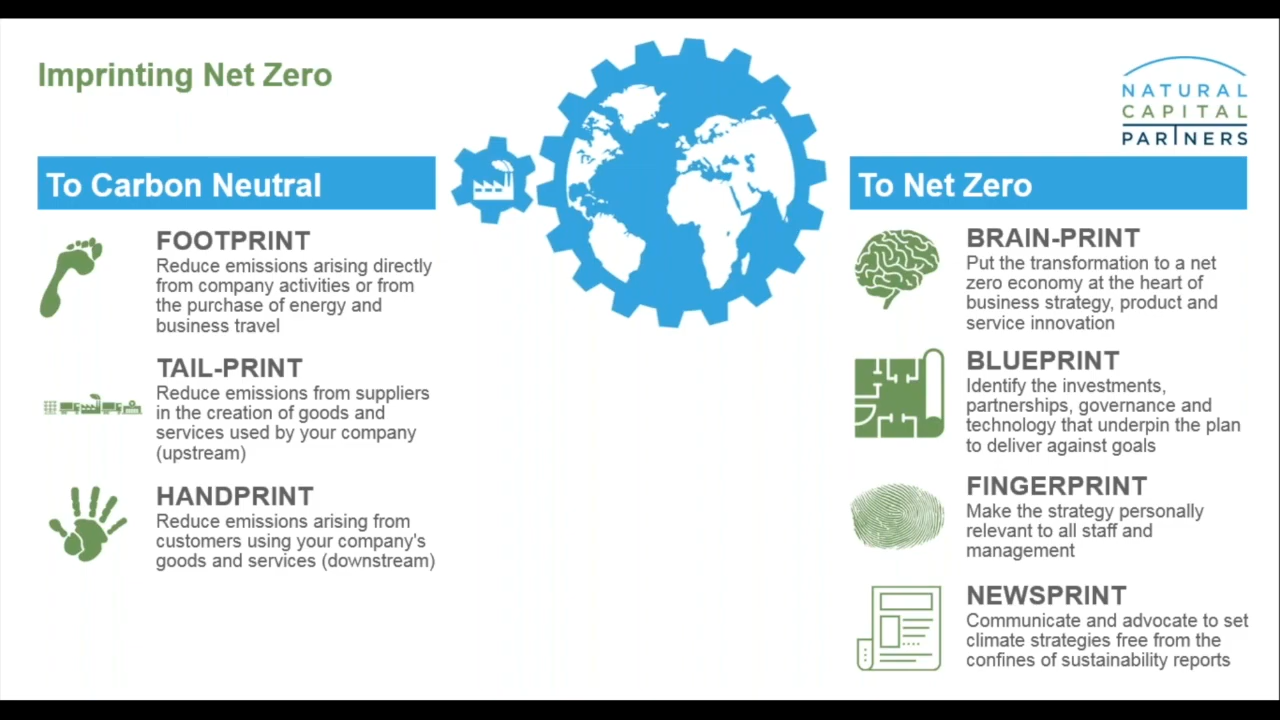 Imprinting Net Zero
NATURAL
CAPITAL
PARTNERS
To Carbon Neutral
FOOTPRINT
Reduce emissions arising directly
from company activities or from
the purchase of energy and
business travel
TAIL-PRINT
Reduce emissions from suppliers
in the creation of goods and
services used by your company
(upstream)
HANDPRINT
Reduce emissions arising from
customers using your company's
goods and services (downstream)
To Net Zero
BRAIN-PRINT
Put the transformation to a net
zero economy at the heart of
business strategy, product and
service innovation
BLUEPRINT
Identify the investments,
partnerships, governance and
technology that underpin the plan
to deliver against goals
FINGERPRINT
Make the strategy personally
relevant to all staff and
management
NEWSPRINT
Communicate and advocate to set
climate strategies free from the
confines of sustainability reports